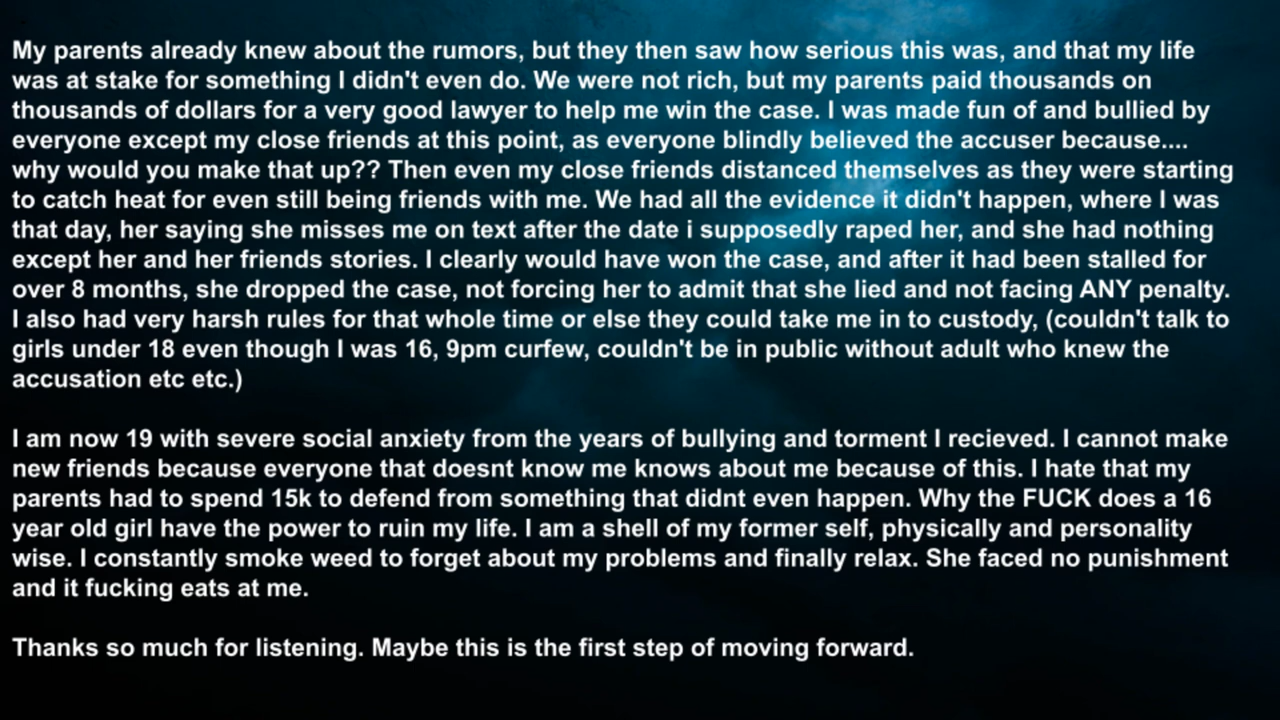 My parents already knew about the rumors, but they then saw how serious this was, and that my life
was at stake for something I didn't even do. We were not rich, but my parents paid thousands on
thousands of dollars for a very good lawyer to help me win the case. I was made fun of and bullied by
everyone except my close friends at this point, as everyone blindly believed the accuser because....
why would you make that up?? Then even my close friends distanced themselves as they were starting
to catch heat for even still being friends with me. We had all the evidence it didn't happen, where I was
that day, her saying she misses me on text after the date i supposedly raped her, and she had nothing
except her and her friends stories. I clearly would have won the case, and after it had been stalled for
over 8 months, she dropped the case, not forcing her to admit that she lied and not facing ANY penalty.
I also had very harsh rules for that whole time or else they could take me in to custody, (couldn't talk to
girls under 18 even though I was 16, 9pm curfew, couldn't be in public without adult who knew the
accusation etc etc.)

I am now 19 with severe social anxiety from the years of bullying and torment I recieved. I cannot make
new friends because everyone that doesnt know me knows about me because of this. I hate that my
parents had to spend 15k to defend from something that didnt even happen. Why the FUCK does a 16
year old girl have the power to ruin my life. I am a shell of my former self, physically and personality
wise. I constantly smoke weed to forget about my problems and finally relax. She faced no punishment
and it fucking eats at me.

Thanks so much for listening. Maybe this is the first step of moving forward.